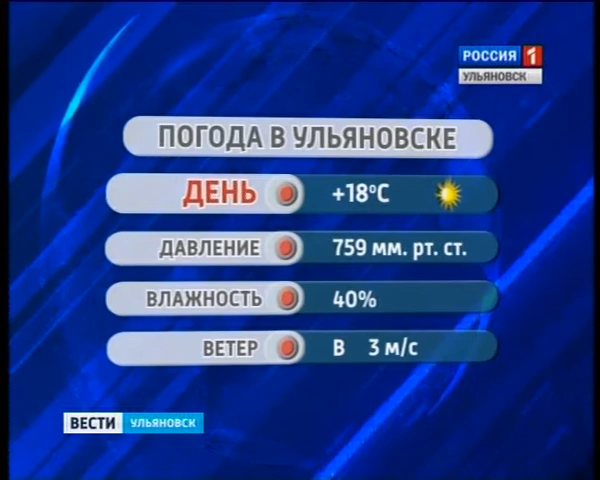 РОССИЯ 1
УЛЬЯНОВСК
ПОГОДА В УЛЬЯНОВСКЕ
ДЕНЬ +18°C
ДАВЛЕНИЕ 759 мм. рт. ст.
ВЛАЖНОСТЬ 40%
ВЕТЕР В 3 м/с
ВЕСТИ УЛЬЯНОВСК